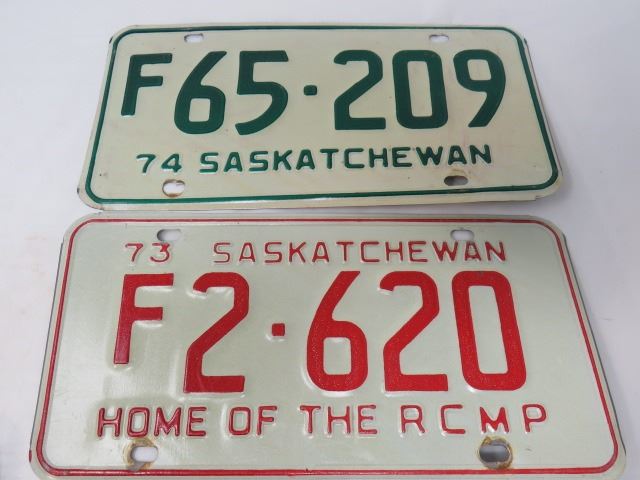 F65·209
74 SASKATCHEWAN
73 SASKATCHEWAN
F2·620
HOME OF THE RCMP